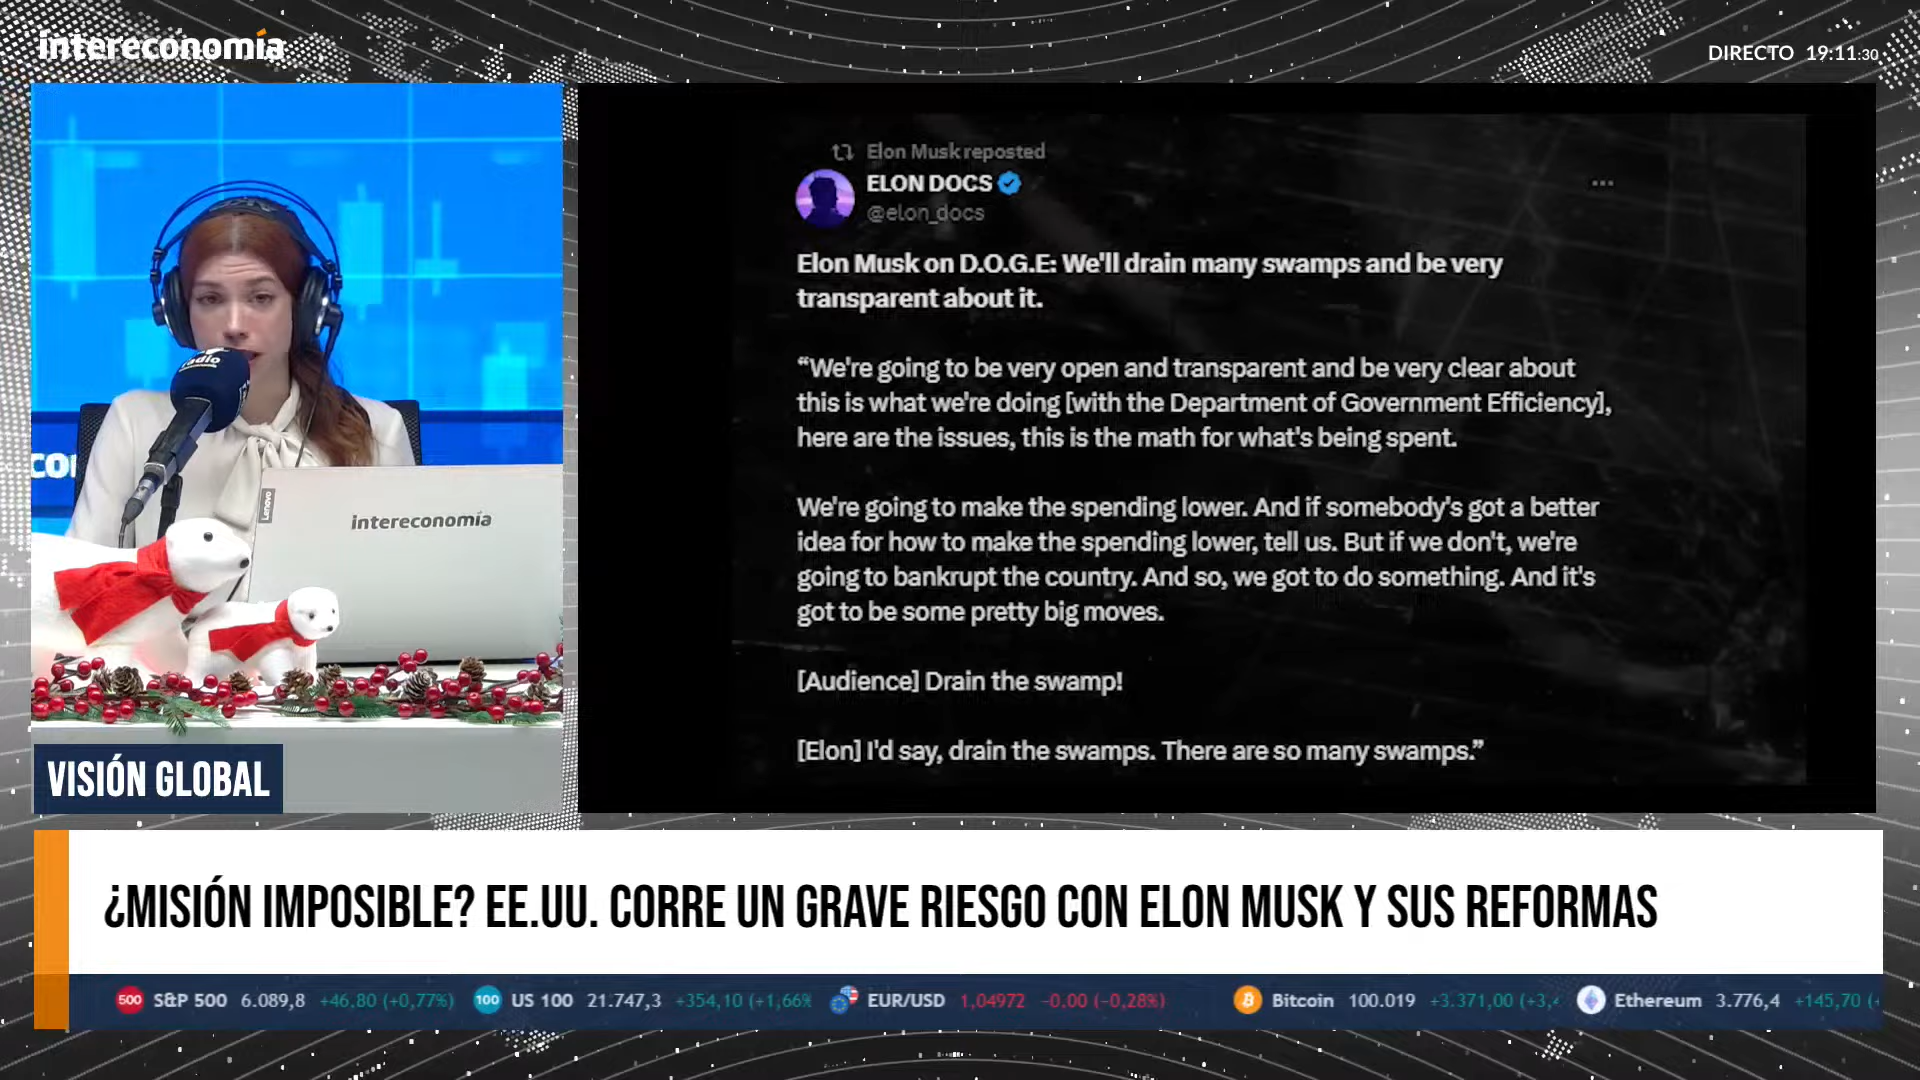 intereconomía
DIRECTO 19:11:30
Elon Musk reposted
ELON DOCS
@elon_docs
Elon Musk on D.O.G.E: We'll drain many swamps and be very
transparent about it.
“We're going to be very open and transparent and be very clear about
this is what we're doing [with the Department of Government Efficiency],
here are the issues, this is the math for what's being spent.
We're going to make the spending lower. And if somebody's got a better
idea for how to make the spending lower, tell us. But if we don't, we're
going to bankrupt the country. And so, we got to do something. And it's
got to be some pretty big moves.
[Audience] Drain the swamp!
[Elon] I'd say, drain the swamps. There are so many swamps.”
radio
co
Lenovo
intereconomía
VISIÓN GLOBAL
¿MISIÓN IMPOSIBLE? EE.UU. CORRE UN GRAVE RIESGO CON ELON MUSK Y SUS REFORMAS
500 S&P 500 6.089,8 +46,80 (+0,77%) 100 US 100 21.747,3 +354,10 (+1,66% EUR/USD 1,04972 −0,00 (−0,28%) Bitcoin 100.019 +3.371,00 (+3,4 Ethereum 3.776,4 +145,70 (+